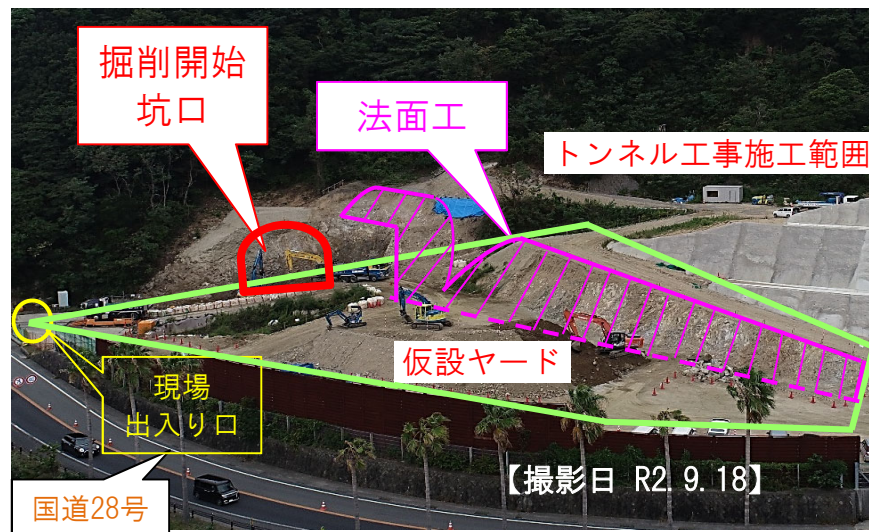 掘削開始
坑口
法面工
トンネル工事施工範囲
仮設ヤード
現場
出入り口
【撮影日 R2.9.18】
国道28号